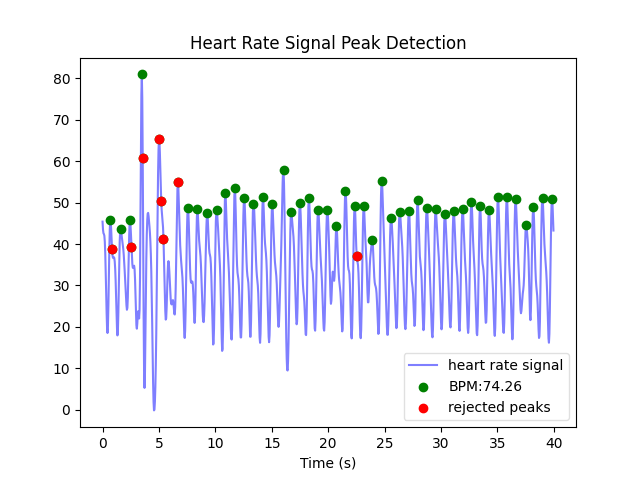 Heart Rate Signal Peak Detection
80
70
60
50
40
30
20
10
0
heart rate signal
BPM:74.26
rejected peaks
0 5 10 15 20 25 30 35 40
Time (s)